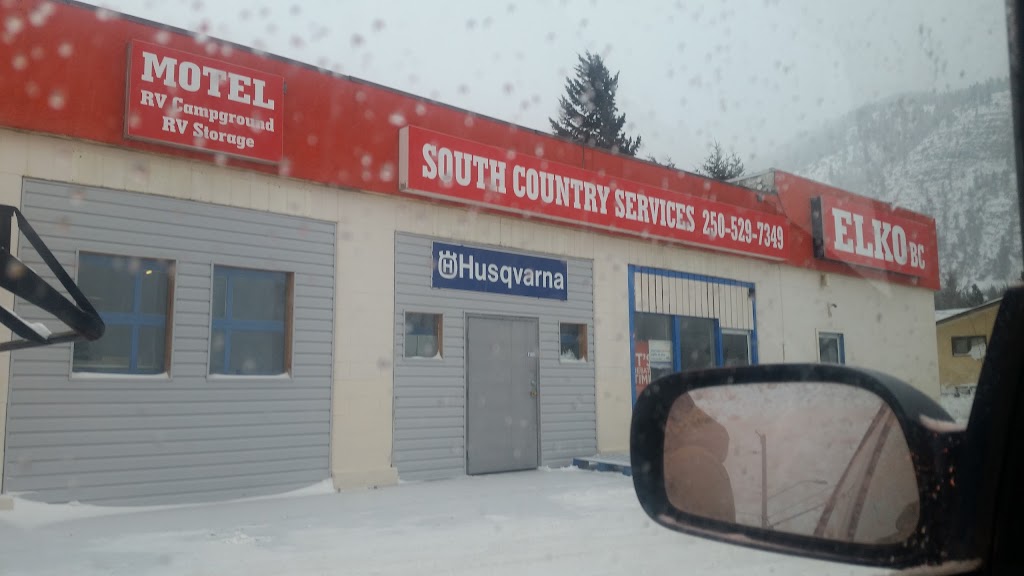 MOTEL
RV Campground
RV Storage
SOUTH COUNTRY SERVICES 250-529-7349
ELKO BC
Husqvarna